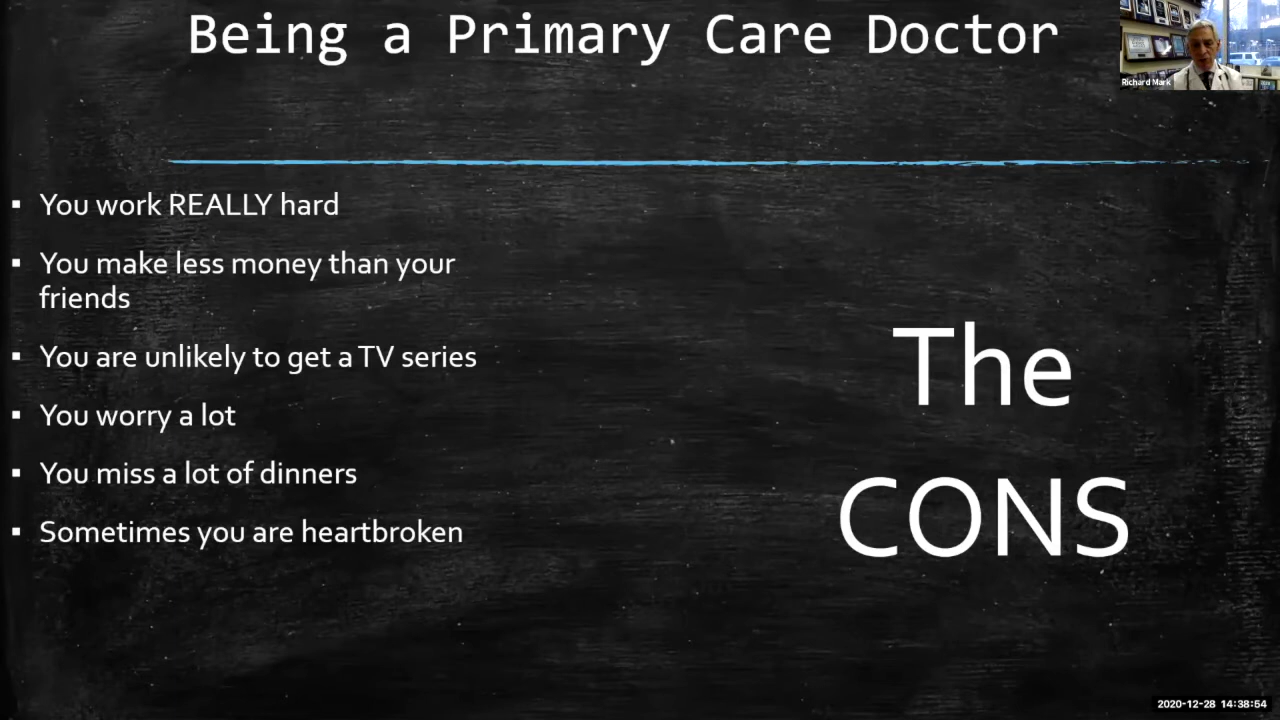 Being a Primary Care Doctor
Richard Mark
You work REALLY hard
You make less money than your
friends
You are unlikely to get a TV series
You worry a lot
You miss a lot of dinners
Sometimes you are heartbroken
The
CONS
2020-12-28 14:38:54